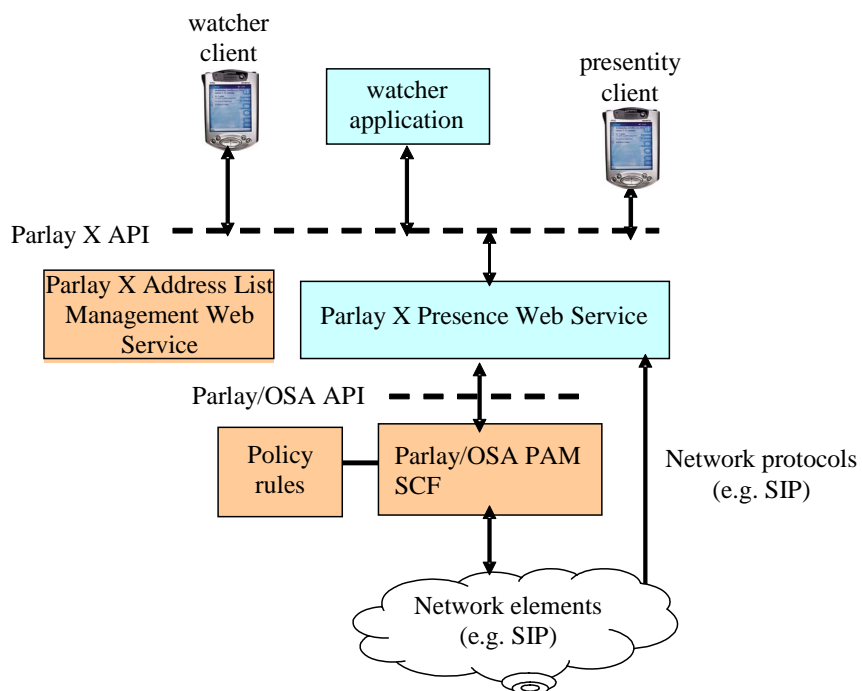 watcher
client
watcher
application
presentity
client
Parlay X API
Parlay X Address List
Management Web
Service
Parlay X Presence Web Service
Parlay/OSA API
Policy
rules
Parlay/OSA PAM
SCF
Network protocols
(e.g. SIP)
Network elements
(e.g. SIP)